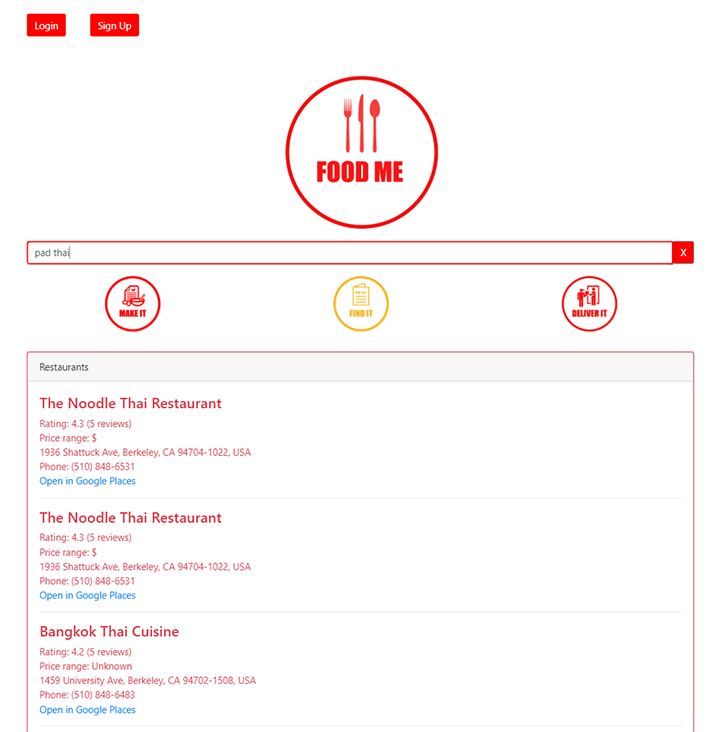 Login Sign Up
FOOD ME
pad thai
X
MAKE IT FIND IT DELIVER IT
Restaurants
The Noodle Thai Restaurant
Rating: 4.3 (5 reviews)
Price range: $
1936 Shattuck Ave, Berkeley, CA 94704-1022, USA
Phone: (510) 848-6531
Open in Google Places
The Noodle Thai Restaurant
Rating: 4.3 (5 reviews)
Price range: $
1936 Shattuck Ave, Berkeley, CA 94704-1022, USA
Phone: (510) 848-6531
Open in Google Places
Bangkok Thai Cuisine
Rating: 4.2 (5 reviews)
Price range: Unknown
1459 University Ave, Berkeley, CA 94702-1508, USA
Phone: (510) 848-6483
Open in Google Places